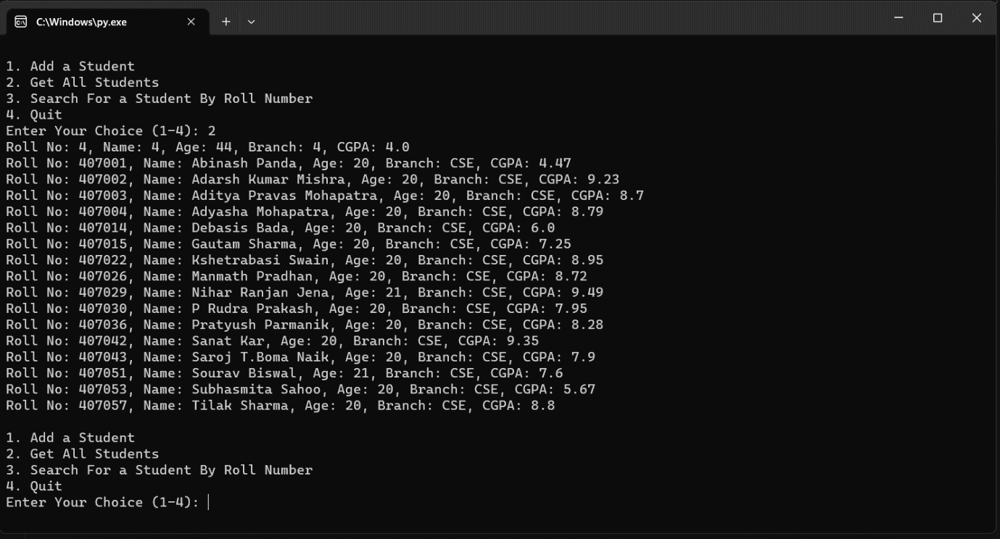 C:\Windows\py.exe
1. Add a Student
2. Get All Students
3. Search For a Student By Roll Number
4. Quit
Enter Your Choice (1-4): 2
Roll No: 4, Name: 4, Age: 44, Branch: 4, CGPA: 4.0
Roll No: 407001, Name: Abinash Panda, Age: 20, Branch: CSE, CGPA: 4.47
Roll No: 407002, Name: Adarsh Kumar Mishra, Age: 20, Branch: CSE, CGPA: 9.23
Roll No: 407003, Name: Aditya Pravas Mohapatra, Age: 20, Branch: CSE, CGPA: 8.7
Roll No: 407004, Name: Adyasha Mohapatra, Age: 20, Branch: CSE, CGPA: 8.79
Roll No: 407014, Name: Debasis Bada, Age: 20, Branch: CSE, CGPA: 6.0
Roll No: 407015, Name: Gautam Sharma, Age: 20, Branch: CSE, CGPA: 7.25
Roll No: 407022, Name: Kshetrabasi Swain, Age: 20, Branch: CSE, CGPA: 8.95
Roll No: 407026, Name: Manmath Pradhan, Age: 20, Branch: CSE, CGPA: 8.72
Roll No: 407029, Name: Nihar Ranjan Jena, Age: 21, Branch: CSE, CGPA: 9.49
Roll No: 407030, Name: P Rudra Prakash, Age: 20, Branch: CSE, CGPA: 7.95
Roll No: 407036, Name: Pratyush Parmanik, Age: 20, Branch: CSE, CGPA: 8.28
Roll No: 407042, Name: Sanat Kar, Age: 20, Branch: CSE, CGPA: 9.35
Roll No: 407043, Name: Saroj T.Boma Naik, Age: 20, Branch: CSE, CGPA: 7.9
Roll No: 407051, Name: Sourav Biswal, Age: 21, Branch: CSE, CGPA: 7.6
Roll No: 407053, Name: Subhasmita Sahoo, Age: 20, Branch: CSE, CGPA: 5.67
Roll No: 407057, Name: Tilak Sharma, Age: 20, Branch: CSE, CGPA: 8.8
1. Add a Student
2. Get All Students
3. Search For a Student By Roll Number
4. Quit
Enter Your Choice (1-4):